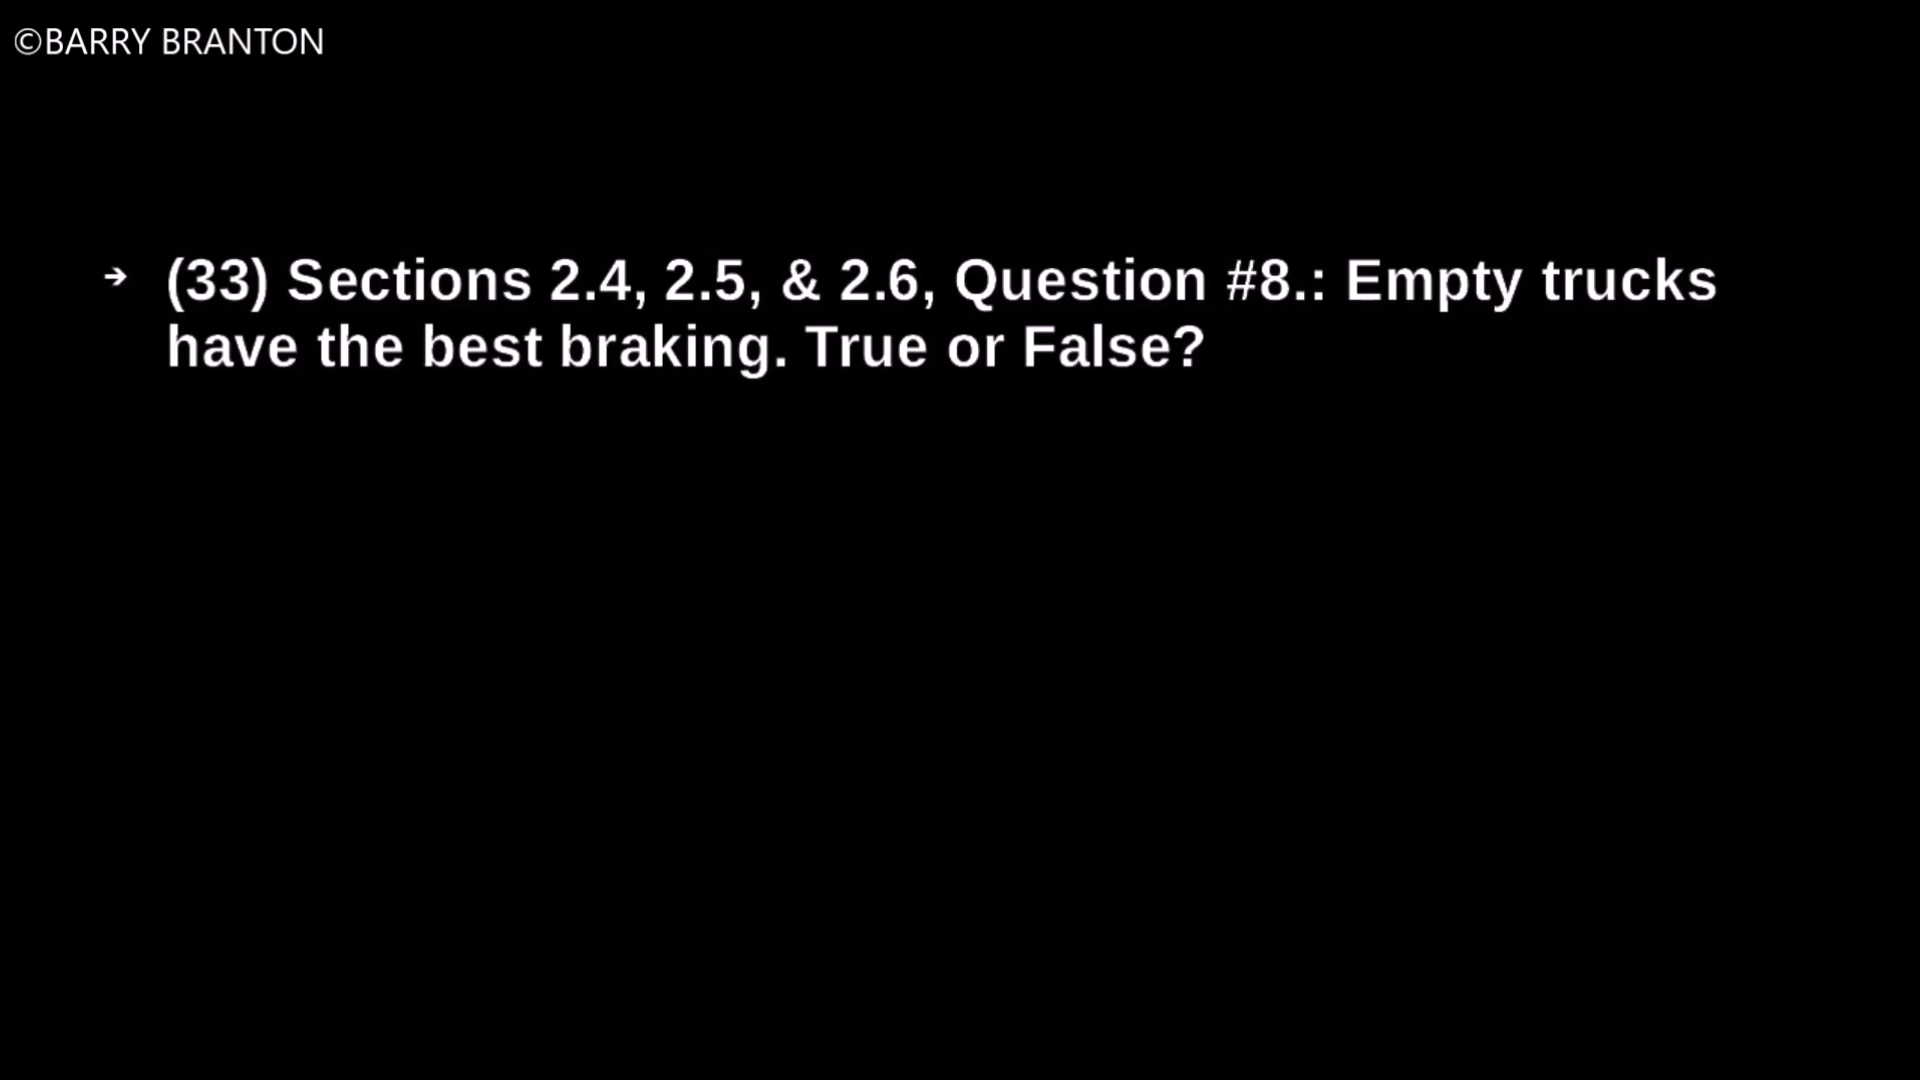 ©BARRY BRANTON
➔ (33) Sections 2.4, 2.5, & 2.6, Question #8.: Empty trucks
have the best braking. True or False?